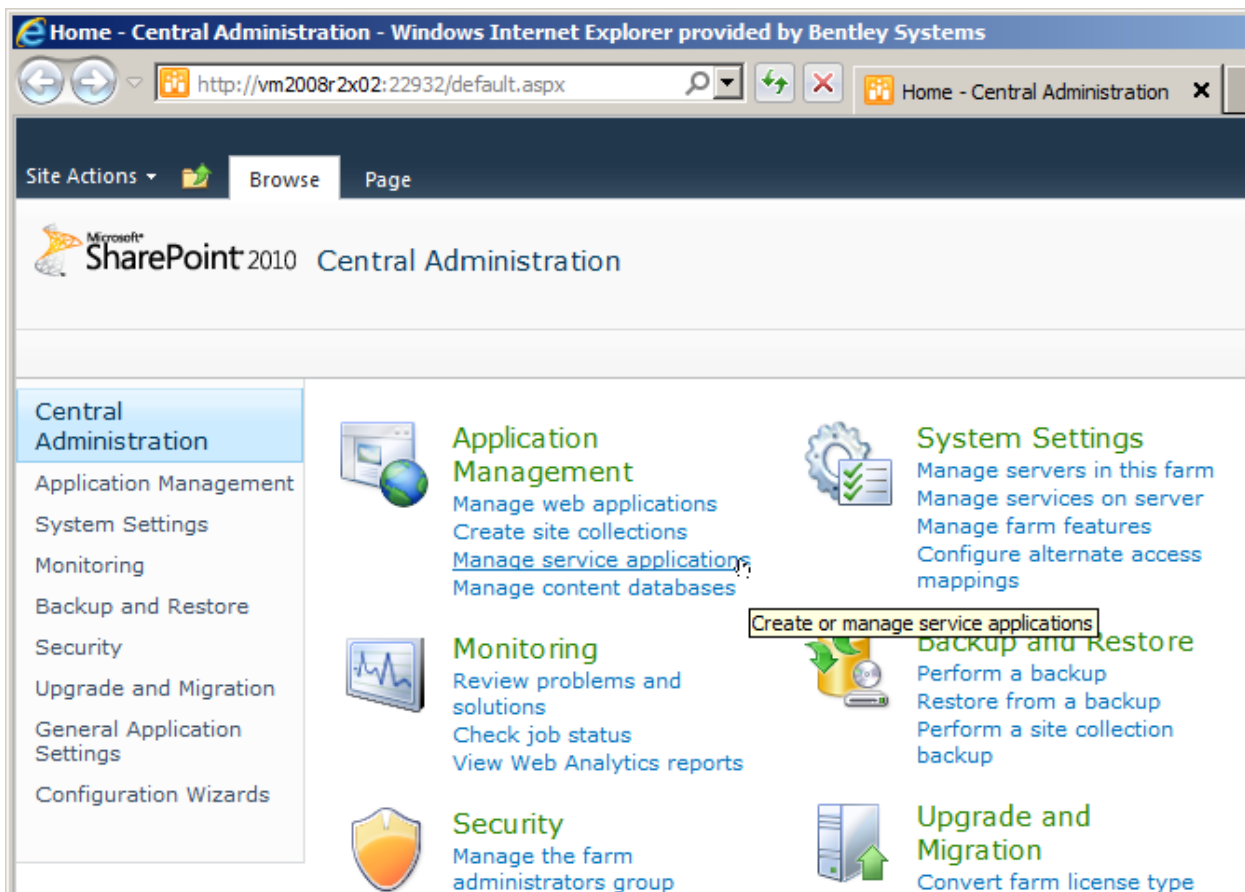 Home - Central Administration - Windows Internet Explorer provided by Bentley Systems
http://vm2008r2x02:22932/default.aspx
Home - Central Administration
Site Actions
Browse
Page
Microsoft
SharePoint 2010
Central Administration
Central
Administration
Application Management
System Settings
Monitoring
Backup and Restore
Security
Upgrade and Migration
General Application
Settings
Configuration Wizards
Application
Management
Manage web applications
Create site collections
Manage service applications
Manage content databases
System Settings
Manage servers in this farm
Manage services on server
Manage farm features
Configure alternate access
mappings
Create or manage service applications
Monitoring
Review problems and
solutions
Check job status
View Web Analytics reports
Backup and Restore
Perform a backup
Restore from a backup
Perform a site collection
backup
Security
Manage the farm
administrators group
Upgrade and
Migration
Convert farm license type